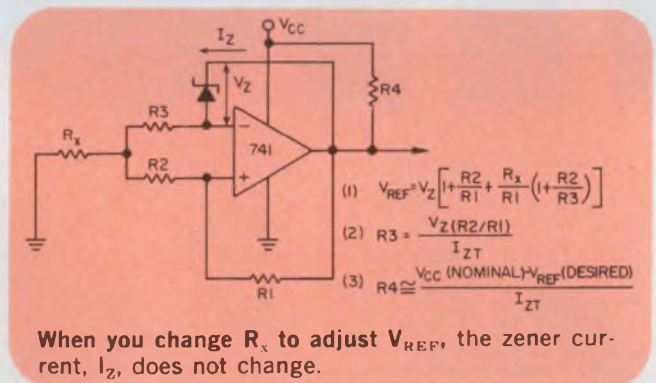 VCC
IZ
VZ
R4
R3
Rx
R2
741
−
+
R1
(1) VREF=VZ[1+R2/R1+Rx/R1(1+R2/R3)]
(2) R3 = VZ(R2/R1)/IZT
(3) R4≅VCC (NOMINAL)-VREF(DESIRED)/IZT
When you change Rx to adjust VREF, the zener cur-
rent, IZ, does not change.